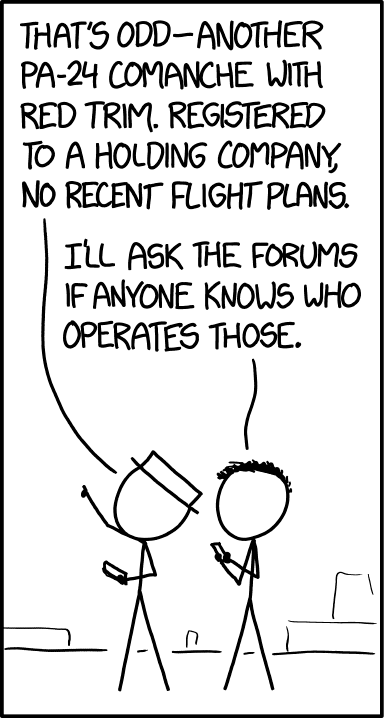 THAT'S ODD—ANOTHER
PA-24 COMANCHE WITH
RED TRIM. REGISTERED
TO A HOLDING COMPANY,
NO RECENT FLIGHT PLANS.
I'LL ASK THE FORUMS
IF ANYONE KNOWS WHO
OPERATES THOSE.